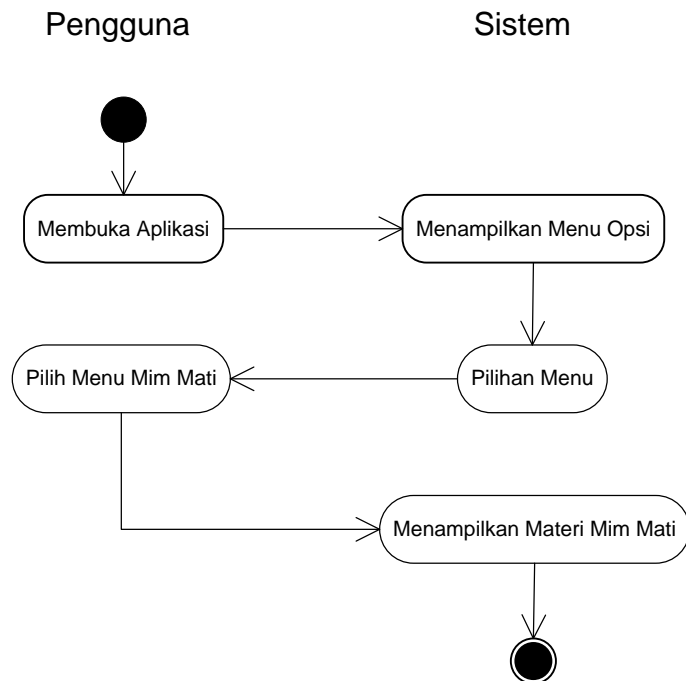 Pengguna
Sistem
Membuka Aplikasi
Menampilkan Menu Opsi
Pilih Menu Mim Mati
Pilihan Menu
Menampilkan Materi Mim Mati